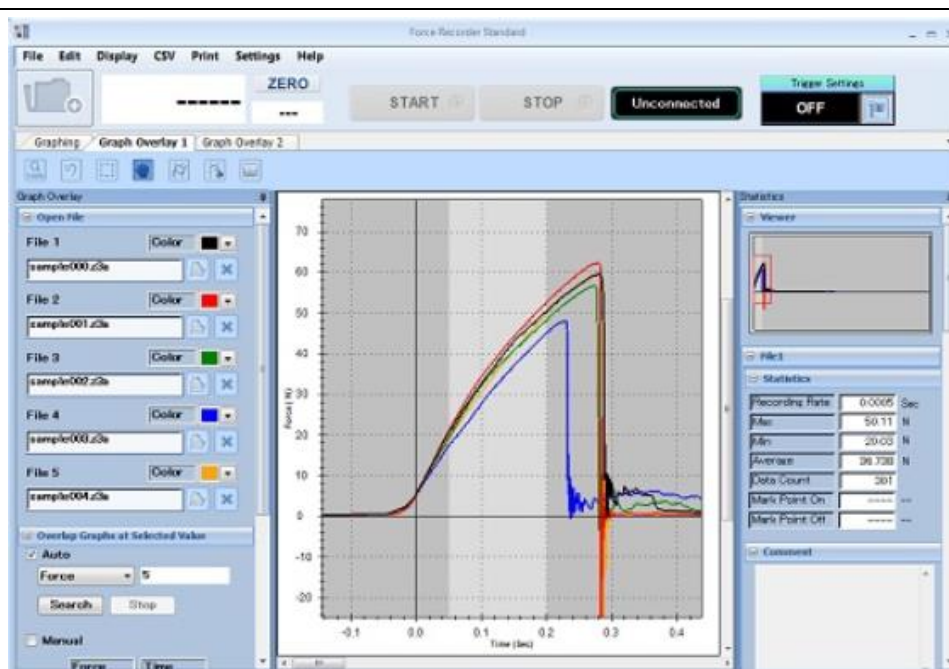 Force Recorder Standard
File Edit Display CSV Print Settings Help
ZERO
------
---
START
STOP
Unconnected
Trigger Settings
OFF
Graphing Graph Overlay 1 Graph Overlay 2
Graph Overlay
Open File
File 1 Color
sample000.z3a
File 2 Color
sample001.z3a
File 3 Color
sample002.z3a
File 4 Color
sample003.z3a
File 5 Color
sample004.z3a
Overlap Graphs at Selected Value
Auto
Force 5
Search Stop
Manual
Force Time
Force (N)
70
60
50
40
30
20
10
0
-10
-20
-0.1 0.0 0.1 0.2 0.3 0.4
Time (Sec)
Statistics
Viewer
File1
Statistics
Recording Rate 0.0005 Sec
Max 50.11 N
Min 20.03 N
Average 36.738 N
Data Count 301
Mark Point On ---- --
Mark Point Off ---- --
Comment